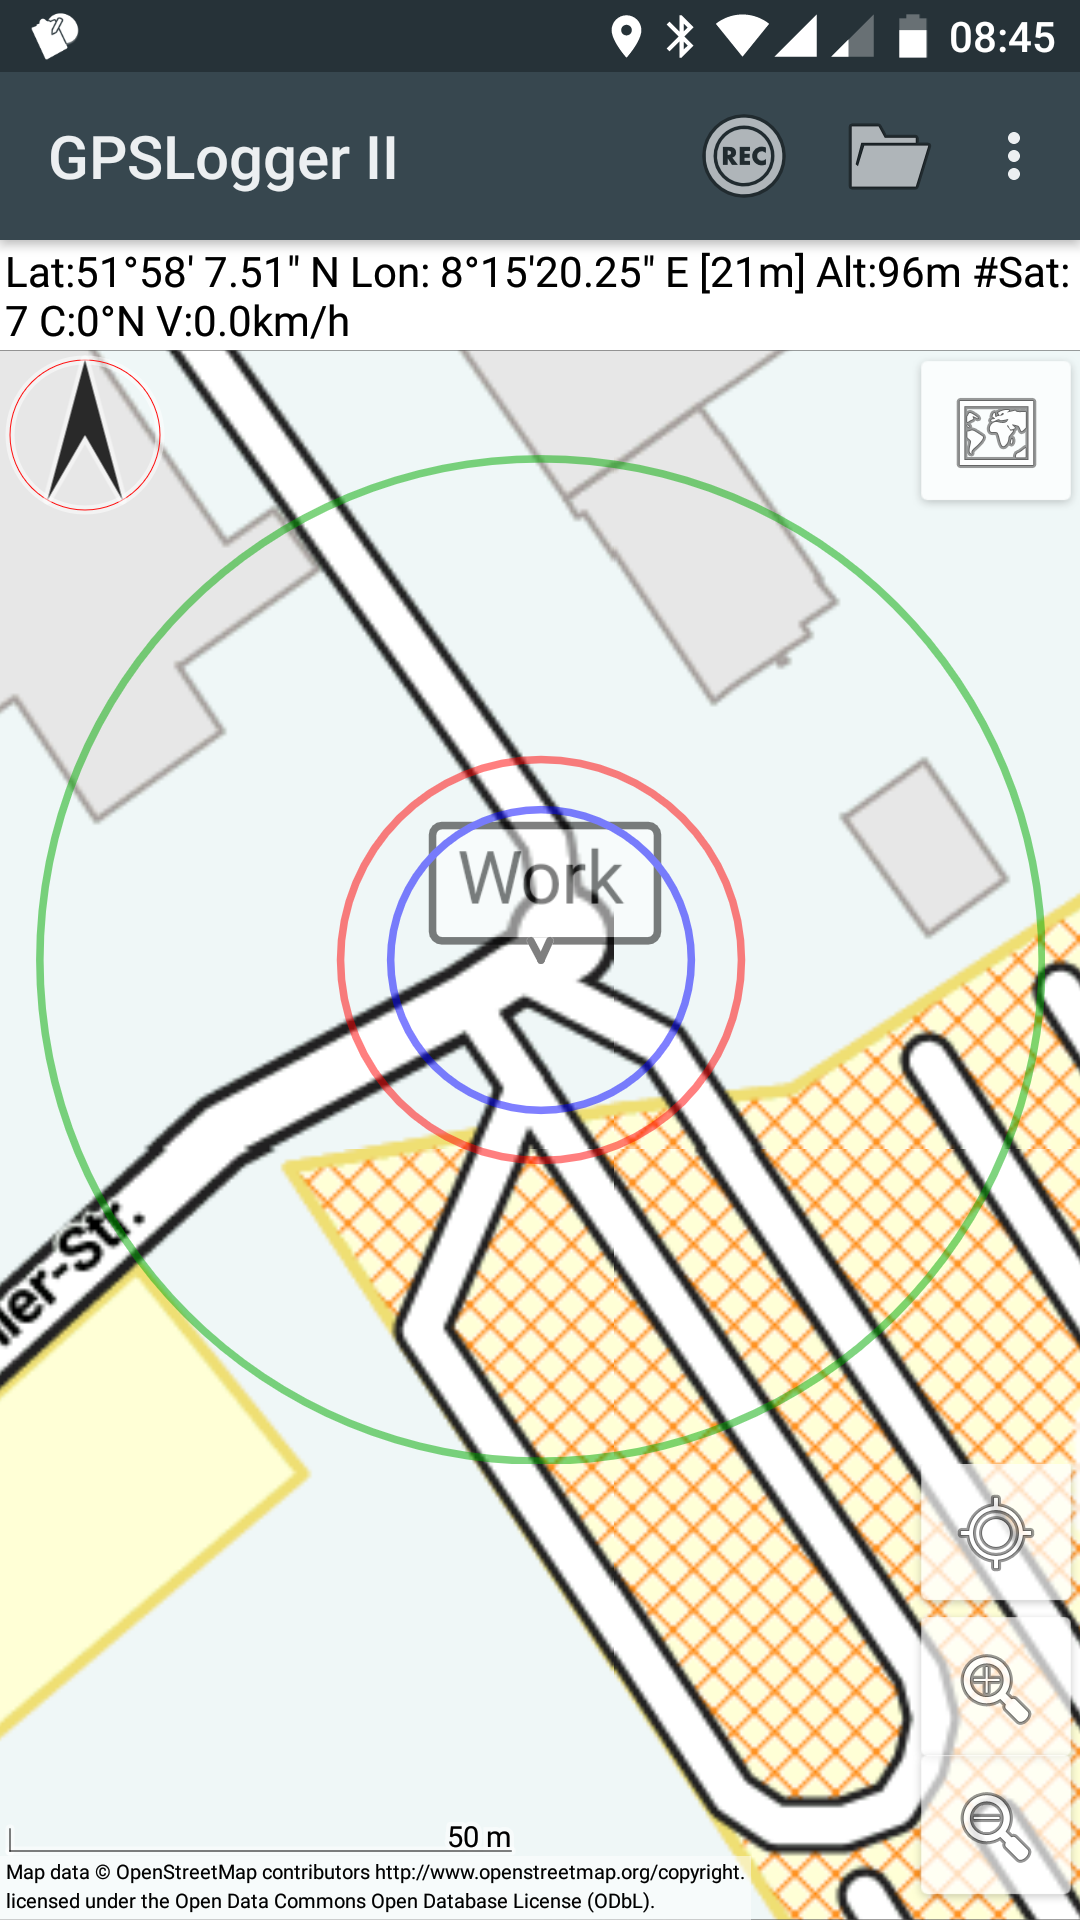 08:45
GPSLogger II
REC
Lat:51°58' 7.51" N Lon: 8°15'20.25" E [21m] Alt:96m #Sat:
7 C:0°N V:0.0km/h
Work
ler-Str.
50 m
Map data © OpenStreetMap contributors http://www.openstreetmap.org/copyright.
licensed under the Open Data Commons Open Database License (ODbL).